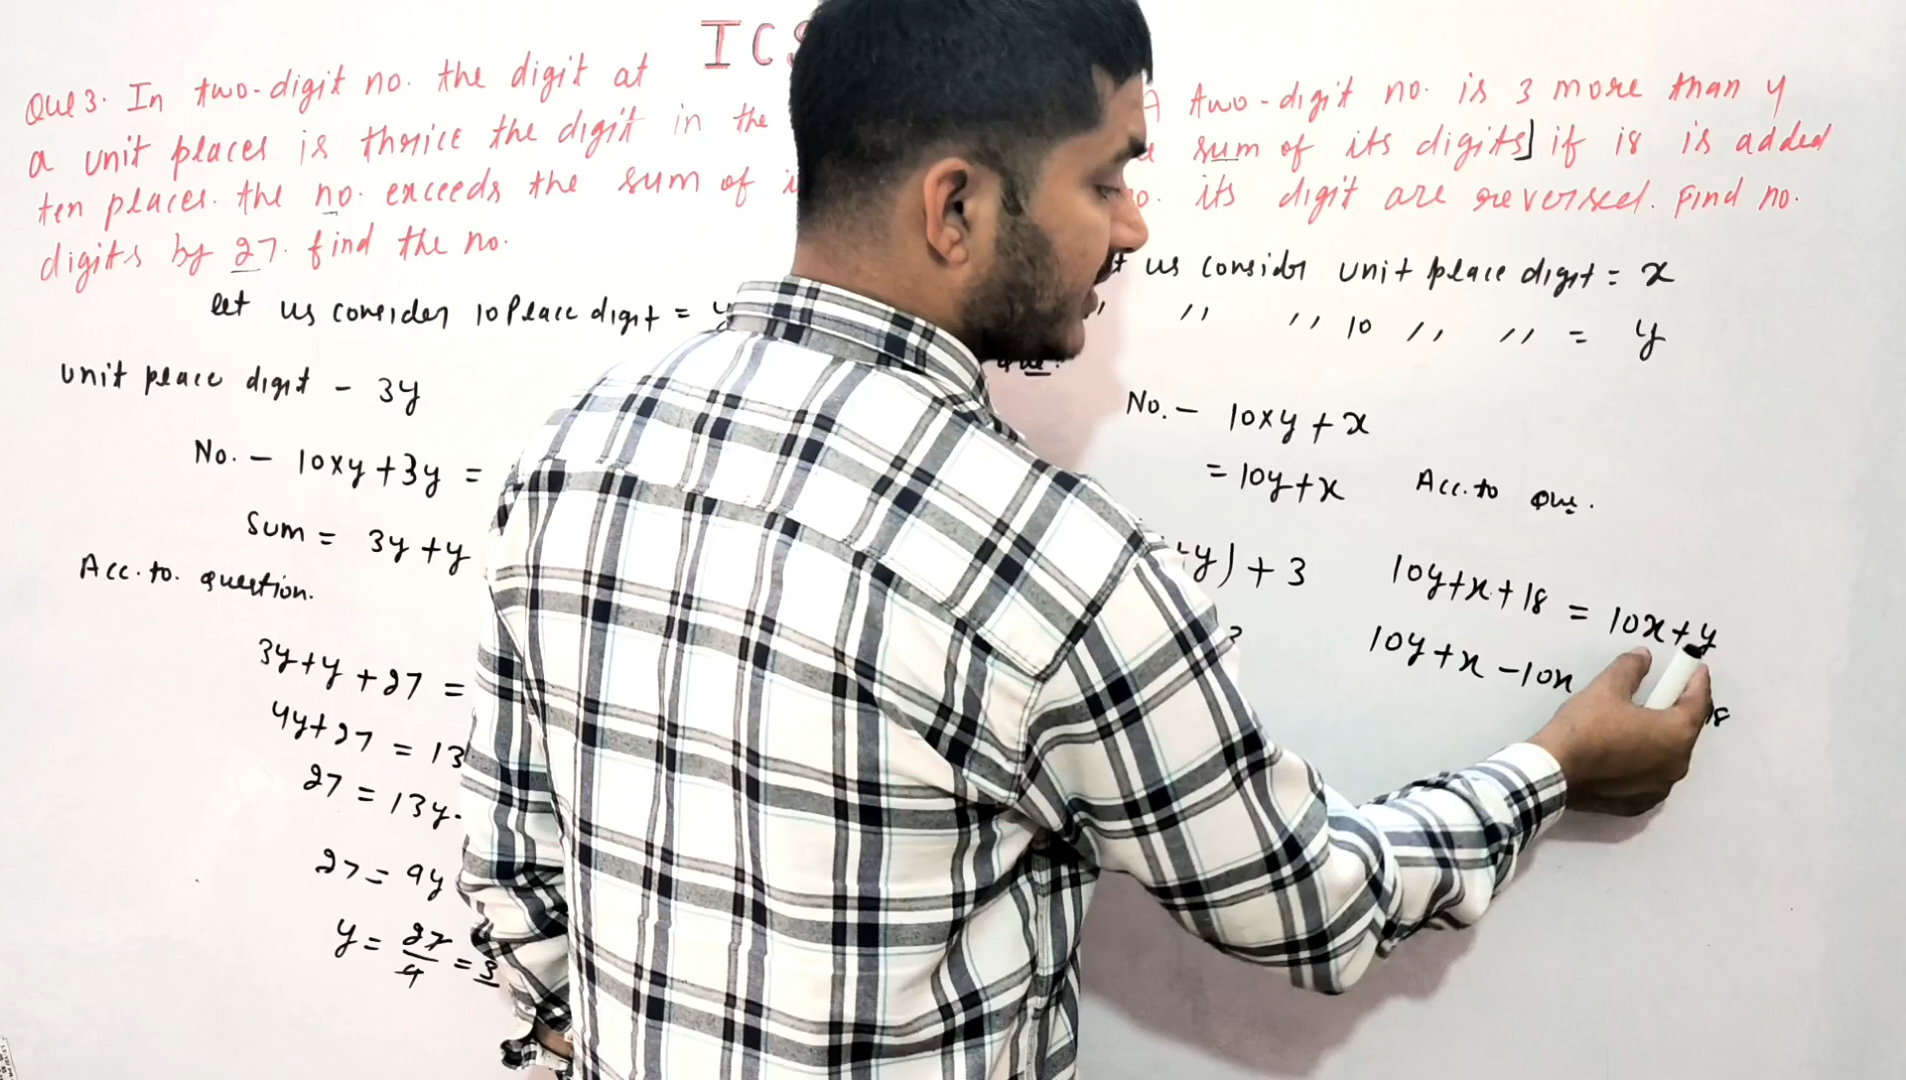 ICS
Que 3. In two-digit no. the digit at
a unit places is thrice the digit in the
ten places. the no. exceeds the sum of i
digits by 27. find the no.
let us consider 10 Place digit = y
unit place digit - 3y
No. - 10xy + 3y =
Sum = 3y + y
Acc. to. question.
3y + y + 27 =
4y + 27 = 13
27 = 13y -
27 = 9y
y = 27/9 = 3
A two-digit no. is 3 more than 4
sum of its digits] if 18 is added
no. its digit are reversed. Find no.
us consider unit place digit = x
" " " 10 " " = y
No. - 10xy + x
= 10y + x Acc. to Que.
+y) + 3
10y + x + 18 = 10x + y
10y + x - 10x
18